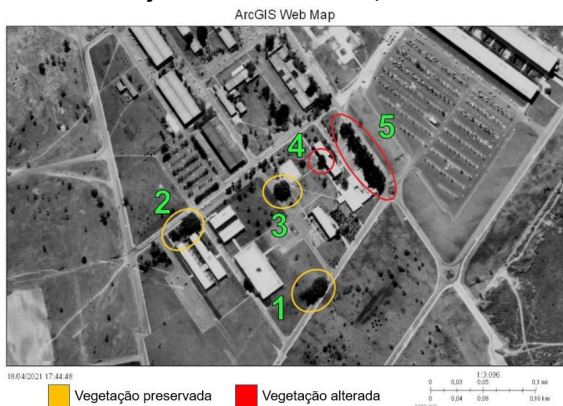 ArcGIS Web Map
5
4
2
3
1
18/04/2021 17:44:48
1:3,096
0 0,03 0,05 0,1 mi
0 0,04 0,08 0,16 km
Vegetação preservada
Vegetação alterada